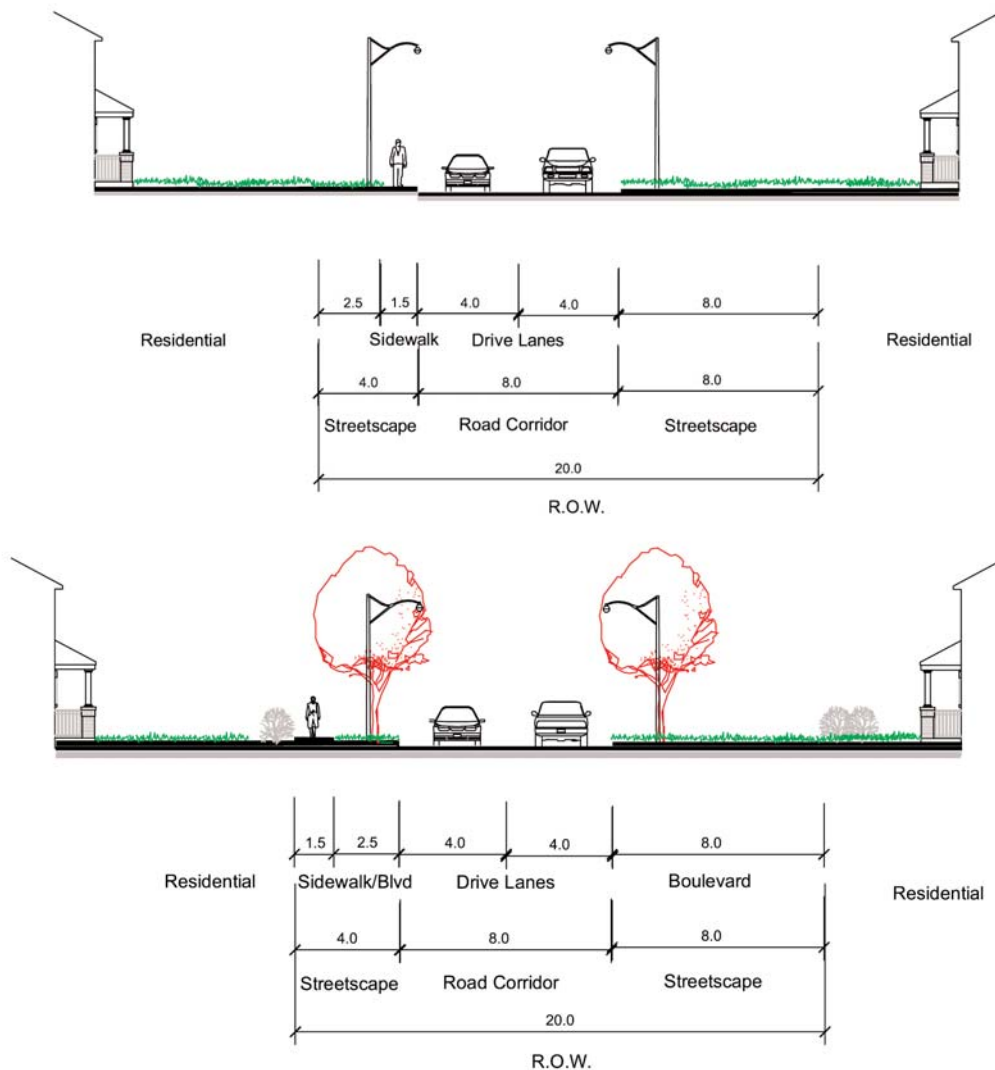 2.5 1.5 4.0 4.0 8.0
Residential Sidewalk Drive Lanes Residential
4.0 8.0 8.0
Streetscape Road Corridor Streetscape
20.0
R.O.W.
1.5 2.5 4.0 4.0 8.0
Residential Sidewalk/Blvd Drive Lanes Boulevard Residential
4.0 8.0 8.0
Streetscape Road Corridor Streetscape
20.0
R.O.W.